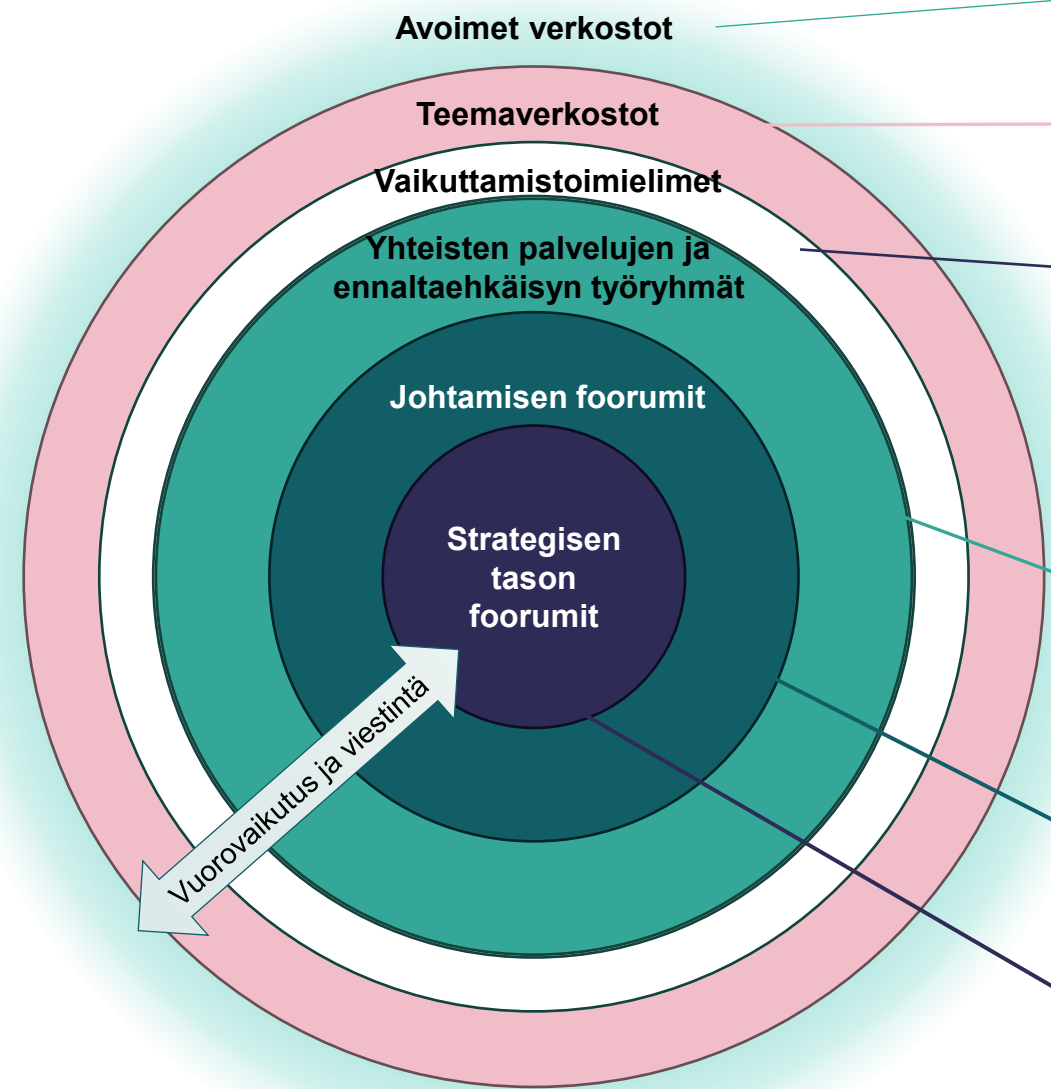 Avoimet verkostot
Teemaverkostot
Vaikuttamistoimielimet
Yhteisten palvelujen ja
ennaltaehkäisyn työryhmät
Johtamisen foorumit
Strategisen
tason
foorumit
Vuorovaikutus ja viestintä